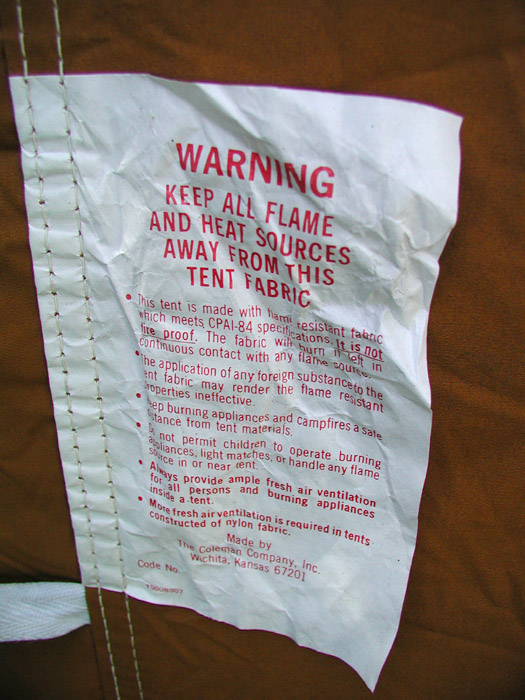 WARNING
KEEP ALL FLAME
AND HEAT SOURCES
AWAY FROM THIS
TENT FABRIC
• This tent is made with flame resistant fabric
which meets CPAI-84 specifications. It is not
fire proof. The fabric will burn if left in
continuous contact with any flame source.
• The application of any foreign substance to the
tent fabric may render the flame resistant
properties ineffective.
• Keep burning appliances and campfires a safe
distance from tent materials.
• Do not permit children to operate burning
appliances, light matches, or handle any flame
source in or near tent.
• Always provide ample fresh air ventilation
for all persons and burning appliances
inside a tent.
• More fresh air ventilation is required in tents
constructed of nylon fabric.
Made by
The Coleman Company, Inc.
Wichita, Kansas 67201
Code No.